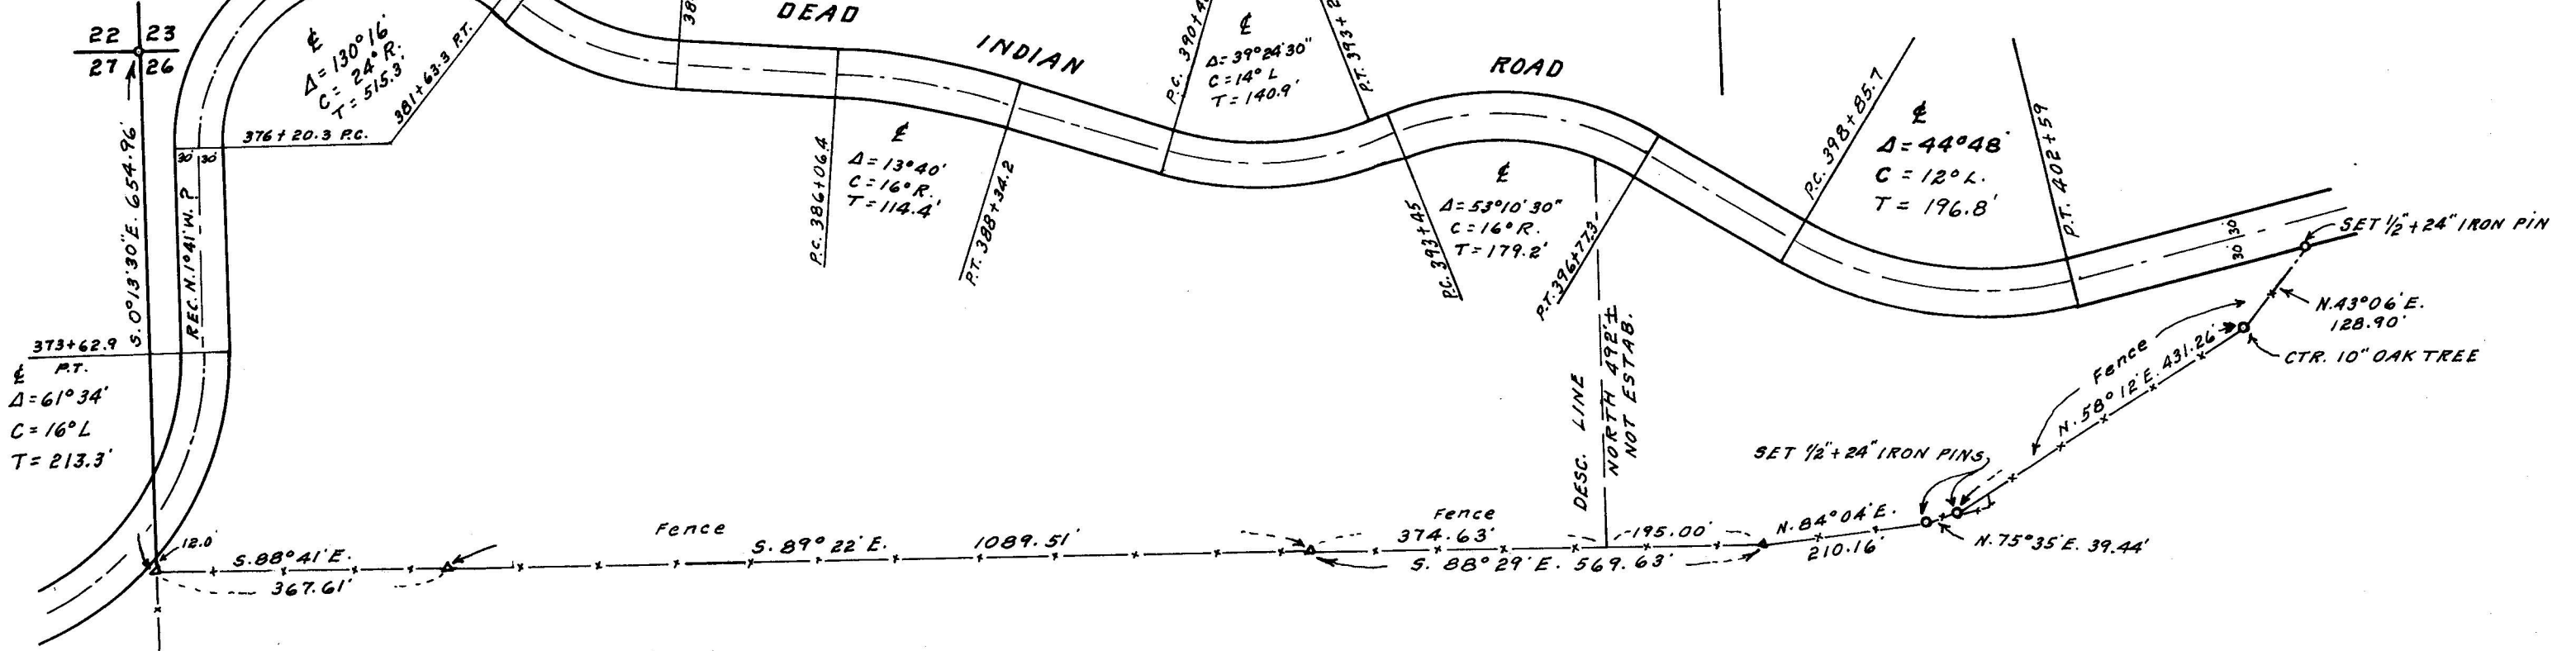 22 23
27 26
S. 0°13'30"E. 654.96'
REC. N.1°41'W. ?
30' 30'
376+20.3 P.C.
381+63.3 P.T.
℄
Δ=130°16'
C=24°R.
T=515.3'
373+62.9
P.T.
℄
Δ=61°34'
C=16°L
T=213.3'
DEAD
INDIAN
ROAD
38
P.C. 386+06.4
℄
Δ=13°40'
C=16°R.
T=114.4'
P.T. 388+34.2
P.C. 390+4
℄
Δ=39°24'30"
C=14°L
T=140.9'
P.T. 393+2
P.C. 393+45
℄
Δ=53°10'30"
C=16°R.
T=179.2'
P.T. 396+77.3
P.C. 398+85.7
℄
Δ=44°48'
C=12°L.
T=196.8'
P.T. 402+59
30' 30'
SET 1/2"+24" IRON PIN
N.43°06'E.
128.90'
CTR. 10" OAK TREE
Fence
N.58°12'E. 431.26'
SET 1/2"+24" IRON PINS
DESC. LINE
NORTH 492'±
NOT ESTAB.
12.0'
S.88°41'E.
367.61'
Fence
S.89°22'E. 1089.51'
Fence
374.63'
195.00'
S. 88°29'E. 569.63'
N.84°04'E.
210.16'
N.75°35'E. 39.44'